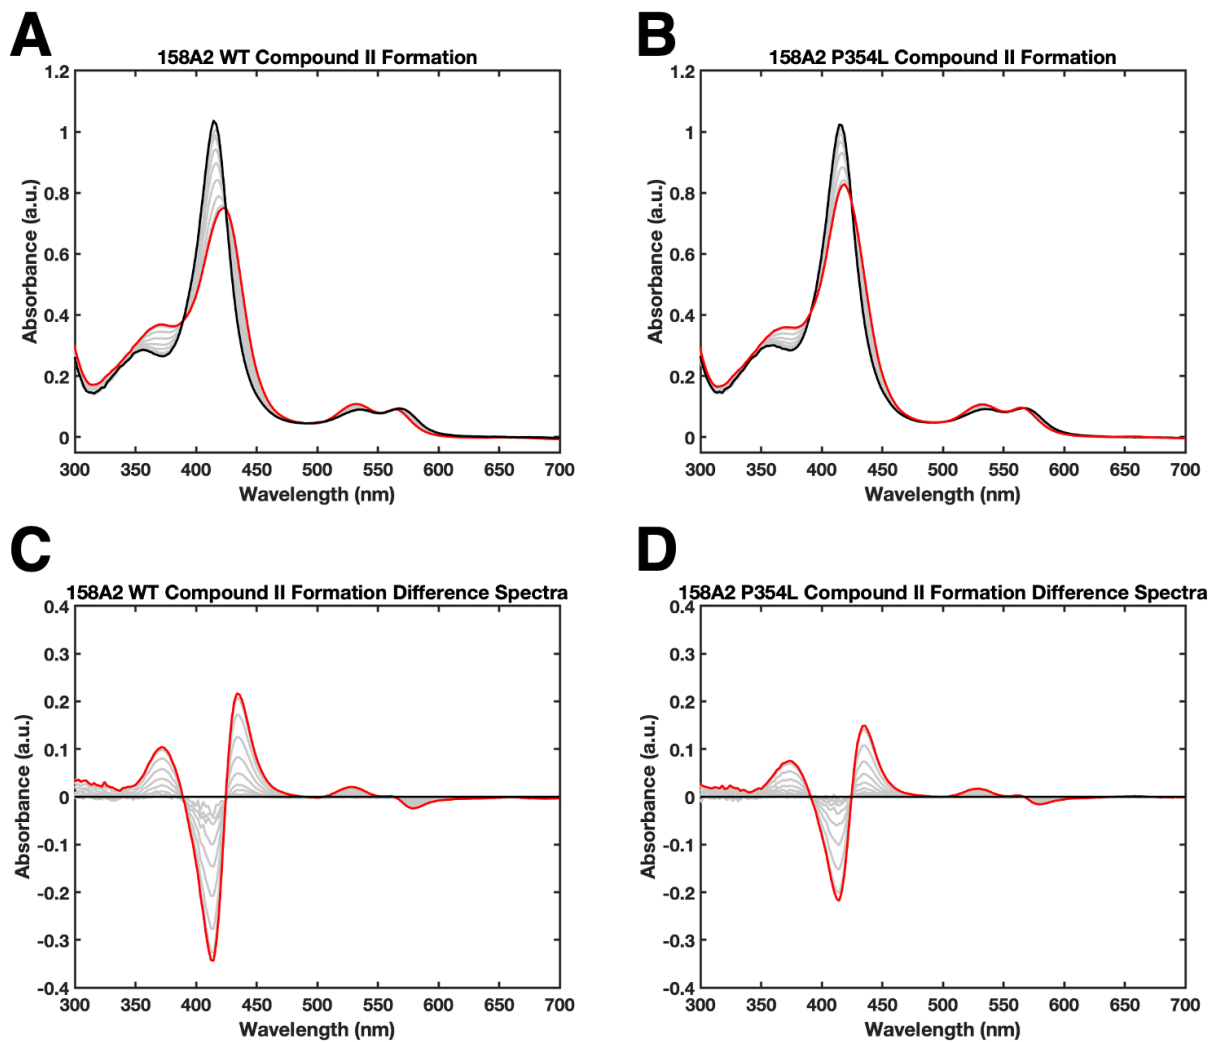 A
158A2 WT Compound II Formation
1.2
1
0.8
0.6
0.4
0.2
0
Absorbance (a.u.)
300 350 400 450 500 550 600 650 700
Wavelength (nm)
B
158A2 P354L Compound II Formation
1.2
1
0.8
0.6
0.4
0.2
0
Absorbance (a.u.)
300 350 400 450 500 550 600 650 700
Wavelength (nm)
C
158A2 WT Compound II Formation Difference Spectra
0.4
0.3
0.2
0.1
0
-0.1
-0.2
-0.3
-0.4
Absorbance (a.u.)
300 350 400 450 500 550 600 650 700
Wavelength (nm)
D
158A2 P354L Compound II Formation Difference Spectra
0.4
0.3
0.2
0.1
0
-0.1
-0.2
-0.3
-0.4
Absorbance (a.u.)
300 350 400 450 500 550 600 650 700
Wavelength (nm)